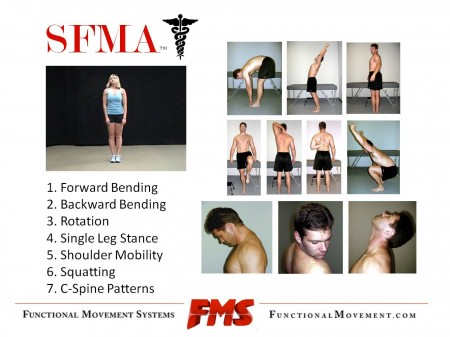 SFMA™
1. Forward Bending
2. Backward Bending
3. Rotation
4. Single Leg Stance
5. Shoulder Mobility
6. Squatting
7. C-Spine Patterns
FUNCTIONAL MOVEMENT SYSTEMS
FMS
FUNCTIONALMOVEMENT.COM